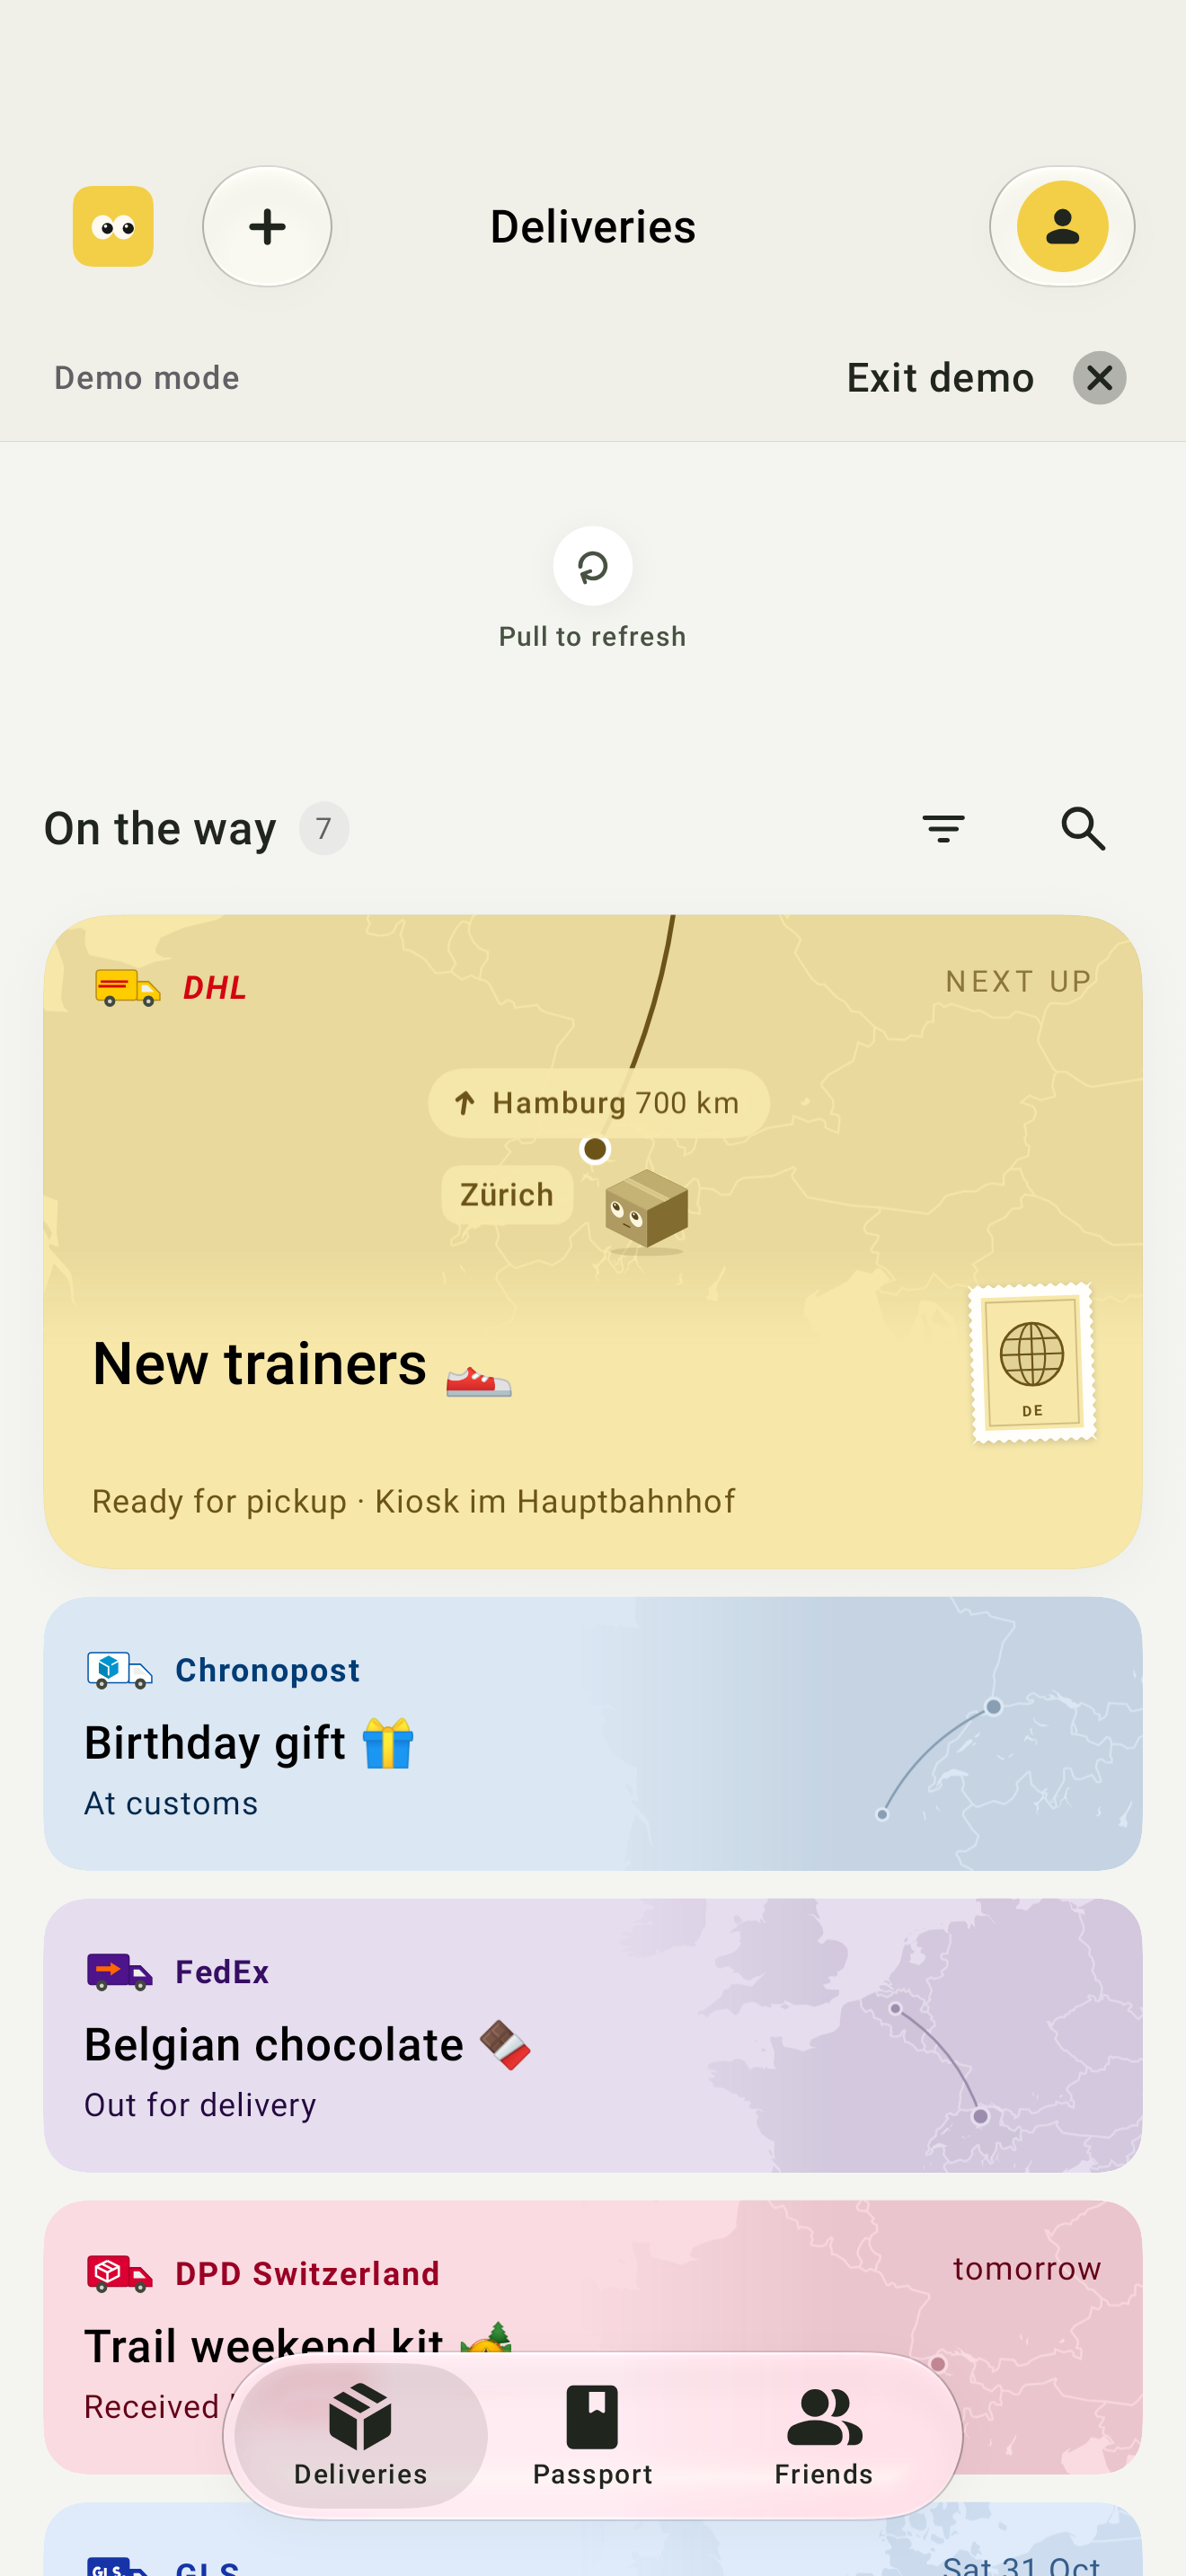 Deliveries
Demo mode
Exit demo
Pull to refresh
On the way 7
DHL
NEXT UP
Hamburg 700 km
Zürich
New trainers
DE
Ready for pickup · Kiosk im Hauptbahnhof
Chronopost
Birthday gift
At customs
FedEx
Belgian chocolate
Out for delivery
DPD Switzerland
tomorrow
Trail weekend kit
Received
Deliveries
Passport
Friends
GLS
GLS
Sat 31 Oct